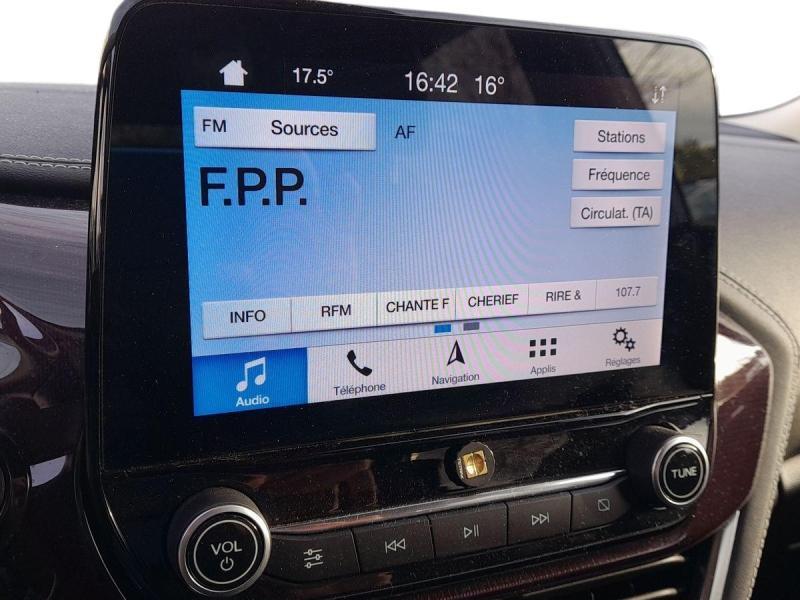 17.5° 16:42 16°
FM Sources AF Stations
F.P.P. Fréquence
Circulat. (TA)
INFO RFM CHANTE F CHERIEF RIRE & 107.7
Audio Téléphone Navigation Applis Réglages
VOL TUNE